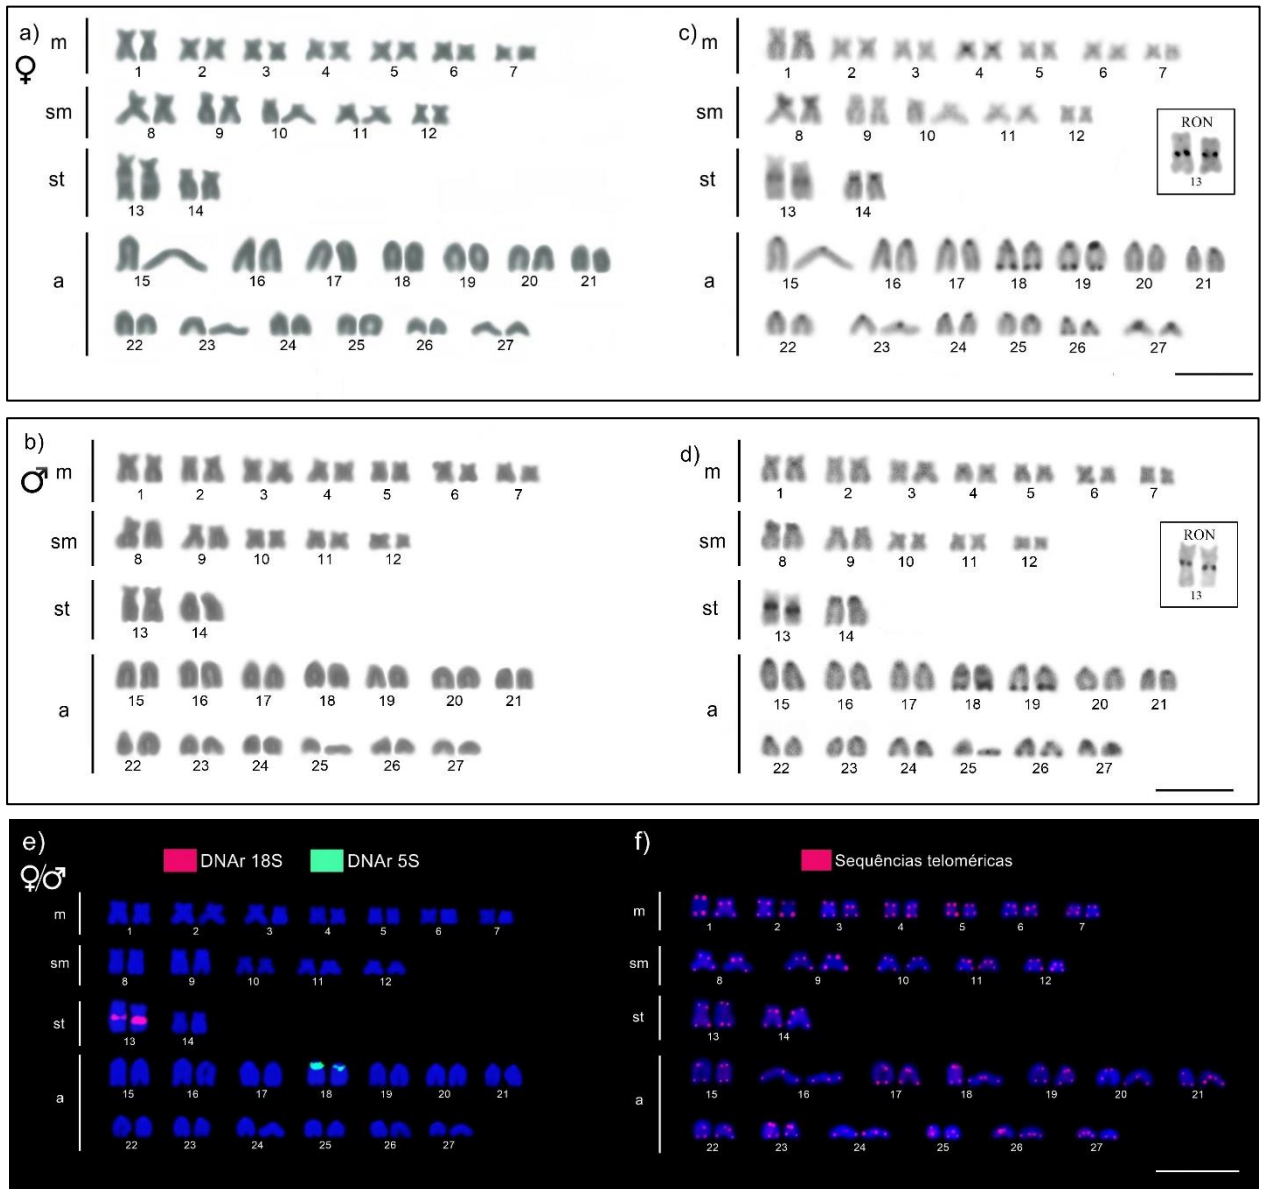 a)
♀
m
1 2 3 4 5 6 7
sm
8 9 10 11 12
st
13 14
a
15 16 17 18 19 20 21
22 23 24 25 26 27
c)
m
1 2 3 4 5 6 7
sm
8 9 10 11 12
RON
13
st
13 14
a
15 16 17 18 19 20 21
22 23 24 25 26 27
b)
♂
m
1 2 3 4 5 6 7
sm
8 9 10 11 12
st
13 14
a
15 16 17 18 19 20 21
22 23 24 25 26 27
d)
m
1 2 3 4 5 6 7
sm
8 9 10 11 12
RON
13
st
13 14
a
15 16 17 18 19 20 21
22 23 24 25 26 27
e)
♀/♂
DNAr 18S DNAr 5S
m
1 2 3 4 5 6 7
sm
8 9 10 11 12
st
13 14
a
15 16 17 18 19 20 21
22 23 24 25 26 27
f)
Sequências teloméricas
m
1 2 3 4 5 6 7
sm
8 9 10 11 12
st
13 14
a
15 16 17 18 19 20 21
22 23 24 25 26 27